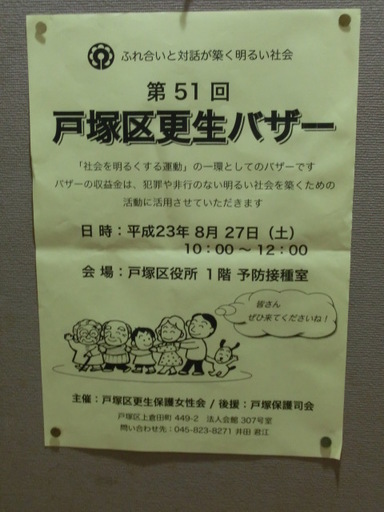 ふれ合いと対話が築く明るい社会
第51回
戸塚区更生バザー
「社会を明るくする運動」の一環としてのバザーです
バザーの収益金は、犯罪や非行のない明るい社会を築くための
活動に活用させていただきます
日 時：平成23年 8月 27日（土）
10：00 ～ 12：00
会 場：戸塚区役所 1階 予防接種室
皆さん
ぜひ来てくださいね！
主催：戸塚区更生保護女性会 / 後援：戸塚保護司会
戸塚区上倉田町 449-2 法人会館 307号室
問い合わせ先：045-823-8271 井田 君江